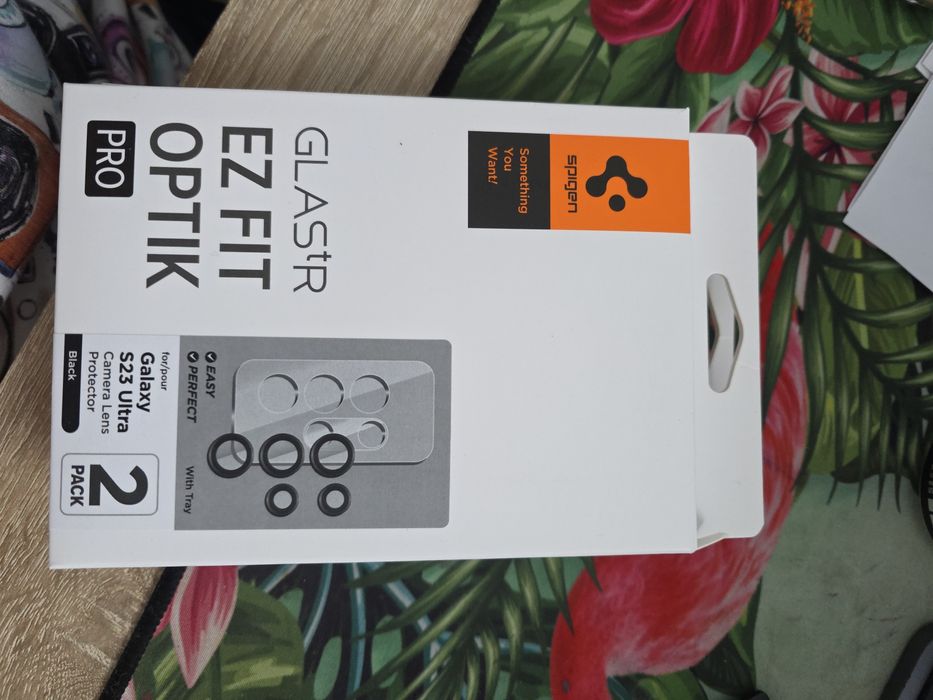 spigen
Something
You
Want/
GLAStR
EZ FIT
OPTIK
PRO
EASY
PERFECT
With Tray
for/pour
Galaxy
S23 Ultra
Camera Lens
Protector
Black
2
PACK